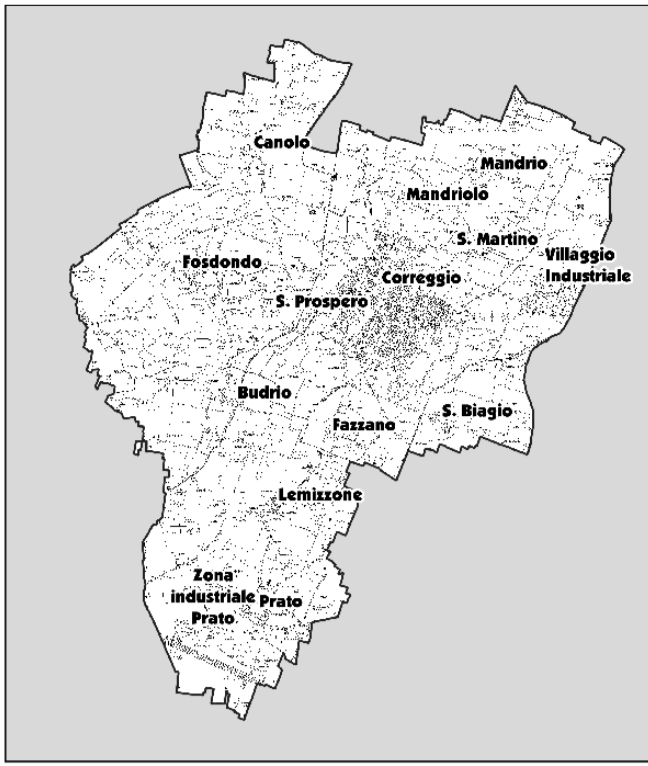 Canolo
Mandrio
Mandriolo
S. Martino
Villaggio
Industriale
Fosdondo
Correggio
S. Prospero
Budrio
S. Biagio
Fazzano
Lemizzone
Zona
industriale
Prato
Prato